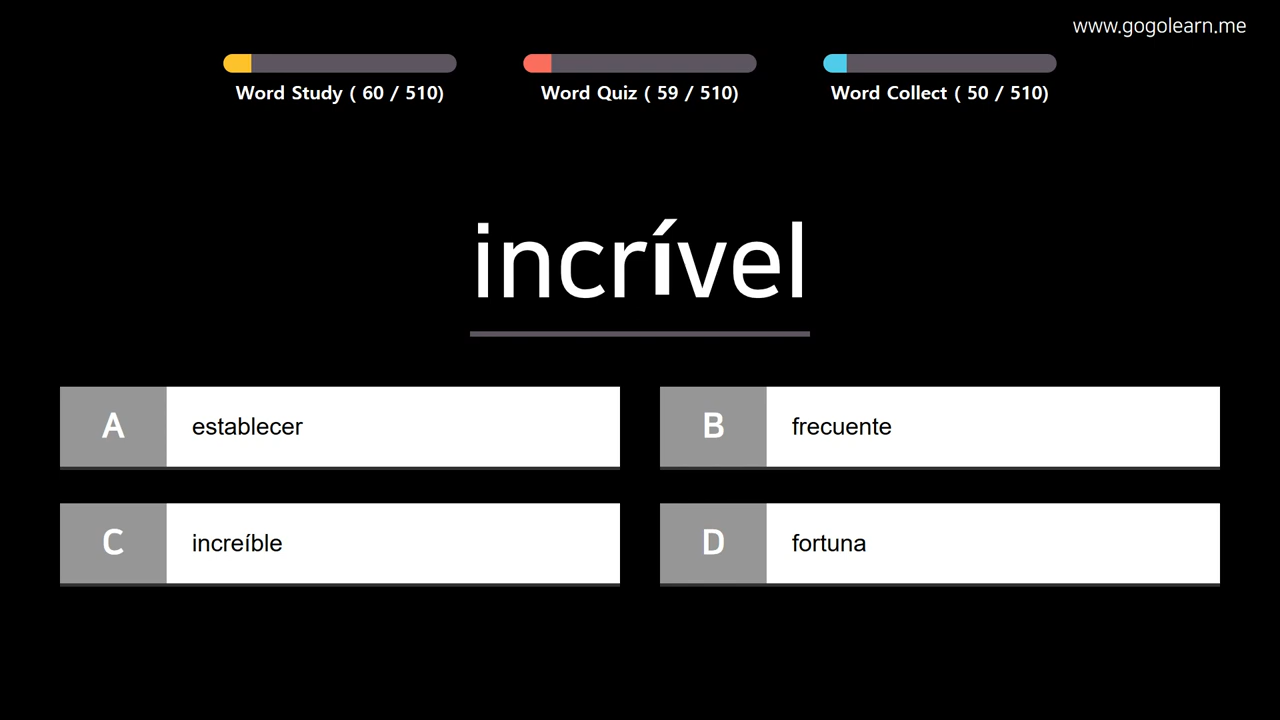 www.gogolearn.me
Word Study ( 60 / 510)
Word Quiz ( 59 / 510)
Word Collect ( 50 / 510)
incrível
A
establecer
B
frecuente
C
increíble
D
fortuna